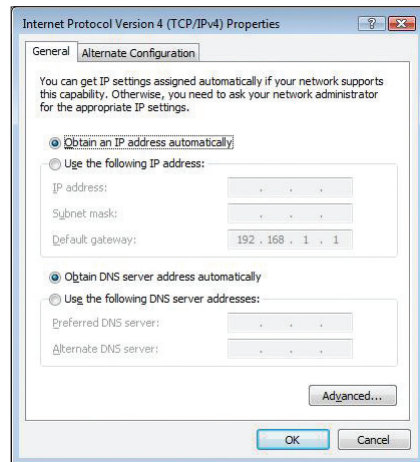 Internet Protocol Version 4 (TCP/IPv4) Properties
General
Alternate Configuration
You can get IP settings assigned automatically if your network supports
this capability. Otherwise, you need to ask your network administrator
for the appropriate IP settings.
Obtain an IP address automatically
Use the following IP address:
IP address: . . .
Subnet mask: . . .
Default gateway: 192 . 168 . 1 . 1
Obtain DNS server address automatically
Use the following DNS server addresses:
Preferred DNS server: . . .
Alternate DNS server: . . .
Advanced...
OK
Cancel